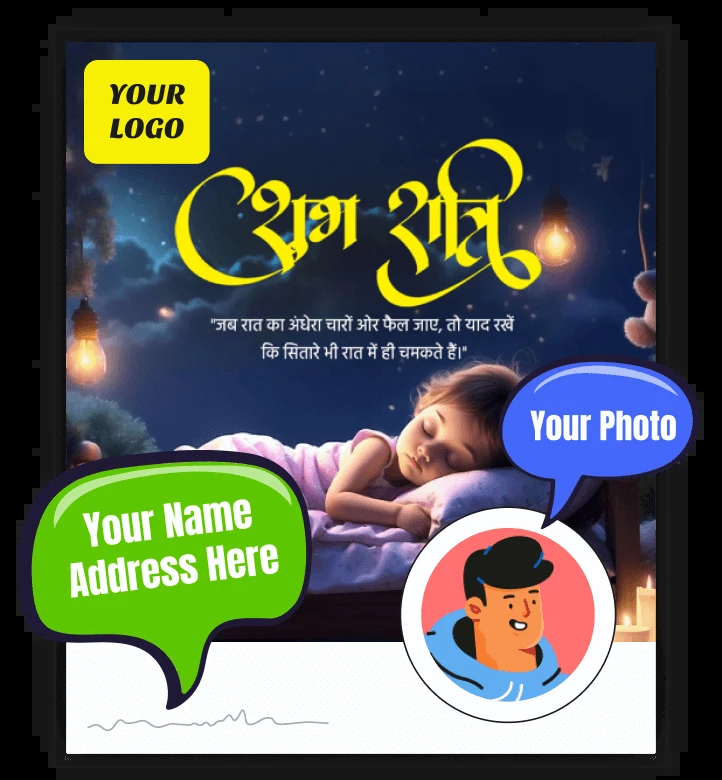 YOUR
LOGO
शुभ रात्रि
"जब रात का अंधेरा चारों ओर फैल जाए, तो याद रखें
कि सितारे भी रात में ही चमकते हैं।"
Your Photo
Your Name
Address Here